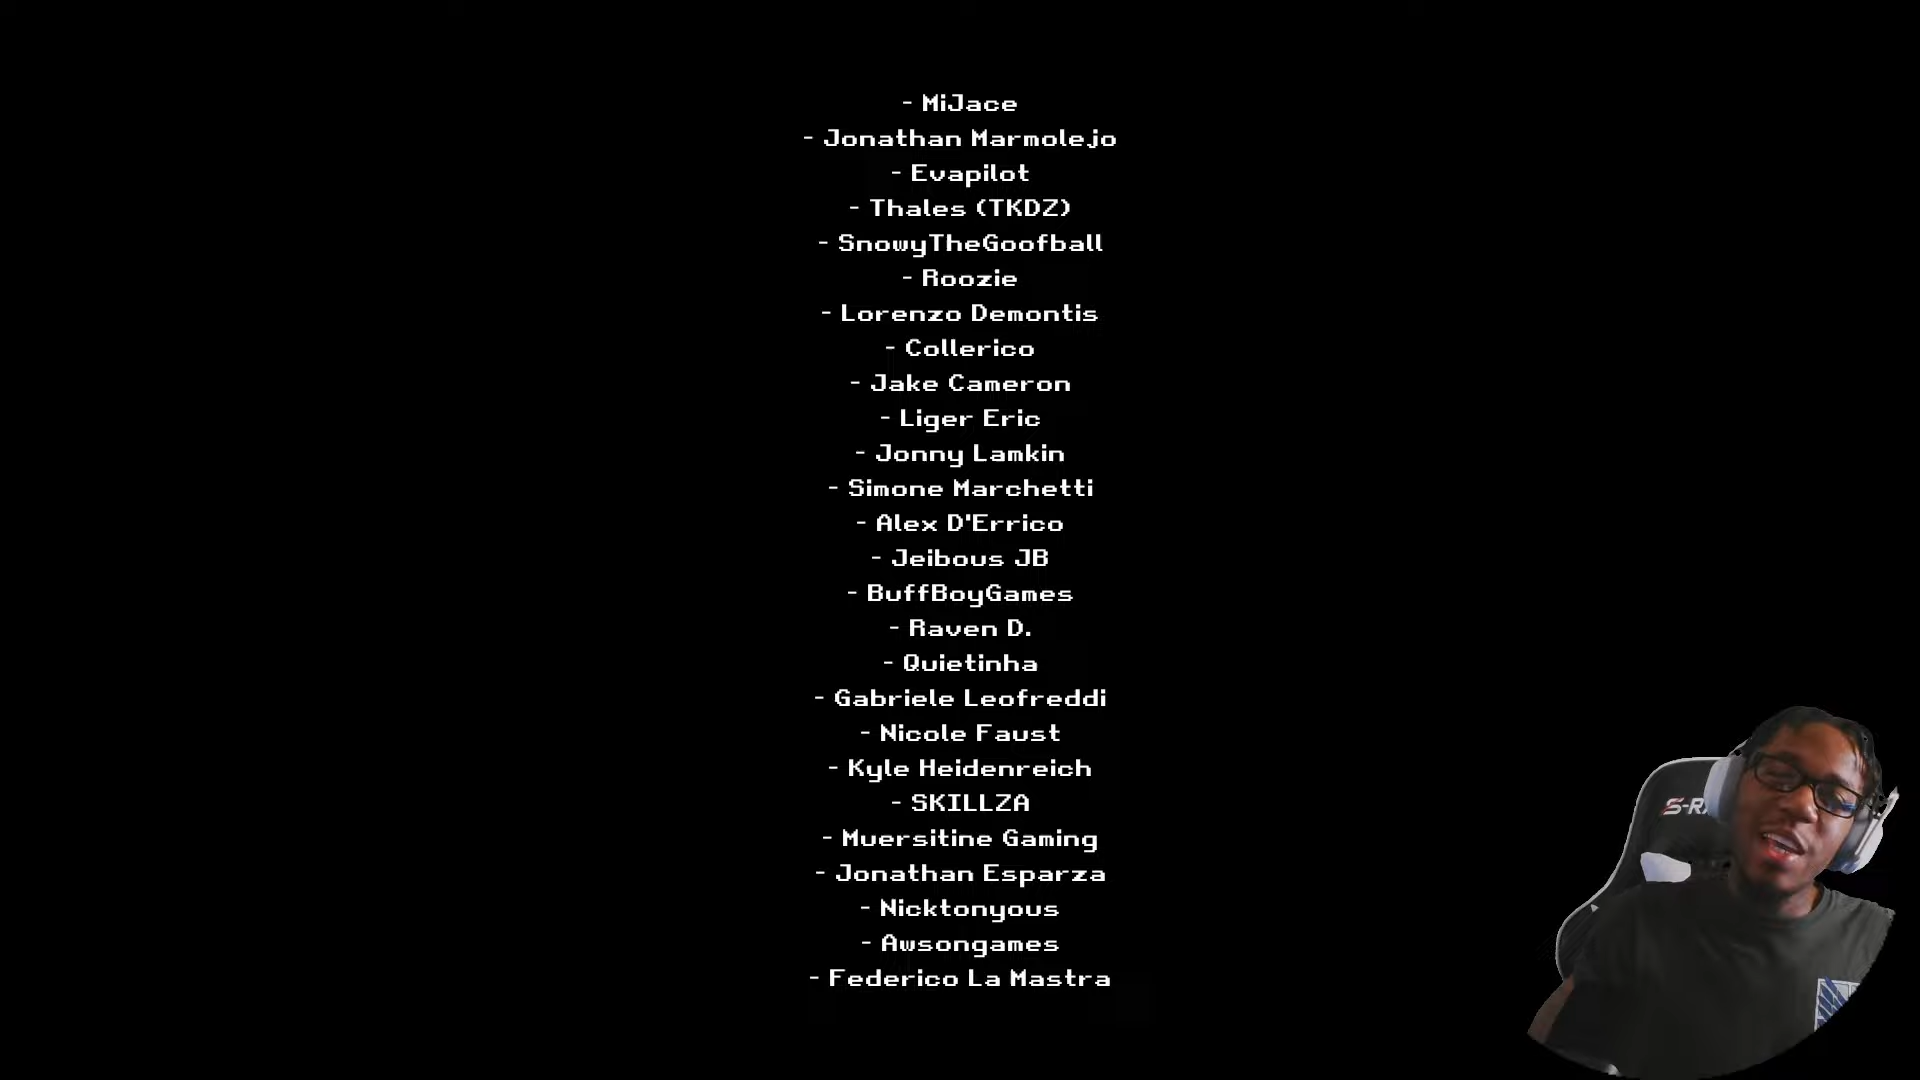 - MiJace
- Jonathan Marmolejo
- Evapilot
- Thales (TKDZ)
- SnowyTheGoofball
- Roozie
- Lorenzo Demontis
- Collerico
- Jake Cameron
- Liger Eric
- Jonny Lamkin
- Simone Marchetti
- Alex D'Errico
- Jeibous JB
- BuffBoyGames
- Raven D.
- Quietinha
- Gabriele Leofreddi
- Nicole Faust
- Kyle Heidenreich
- SKILLZA
- Muersitine Gaming
- Jonathan Esparza
- Nicktonyous
- Awsongames
- Federico La Mastra